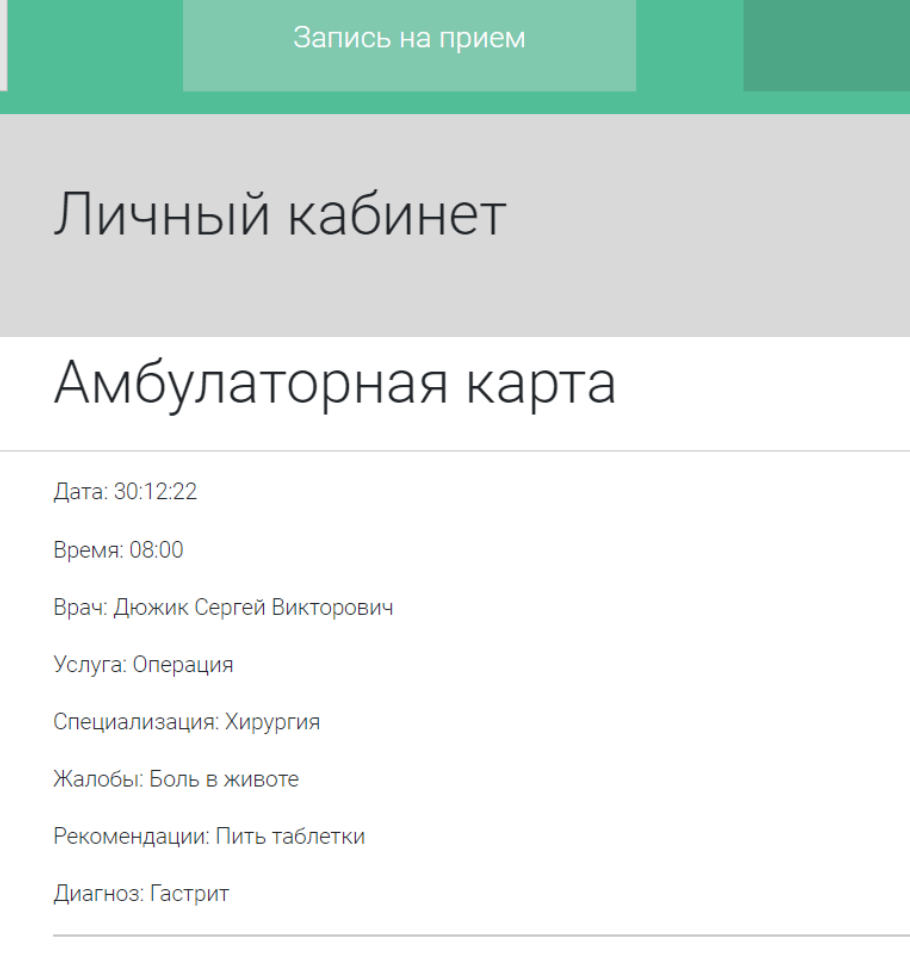 Запись на прием
Личный кабинет
Амбулаторная карта
Дата: 30:12:22
Время: 08:00
Врач: Дюжик Сергей Викторович
Услуга: Операция
Специализация: Хирургия
Жалобы: Боль в животе
Рекомендации: Пить таблетки
Диагноз: Гастрит